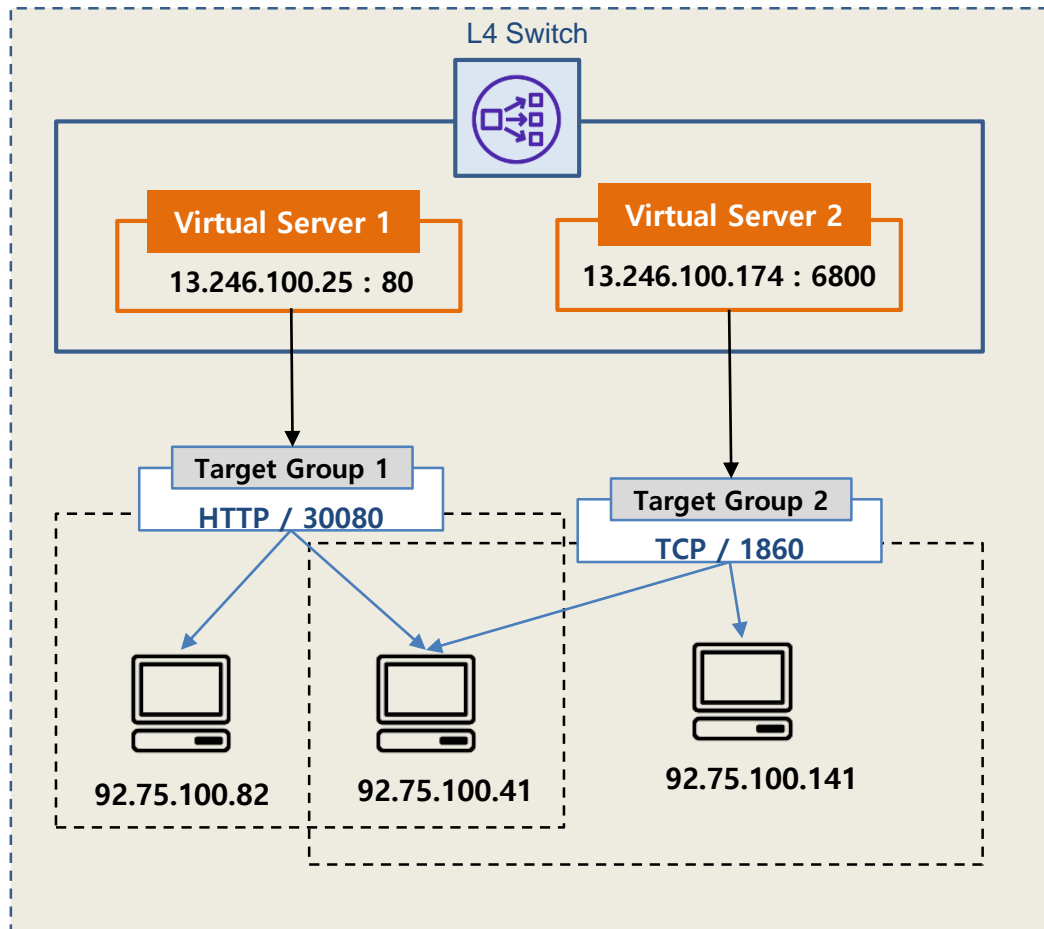 L4 Switch
Virtual Server 1
13.246.100.25 : 80
Virtual Server 2
13.246.100.174 : 6800
Target Group 1
HTTP / 30080
Target Group 2
TCP / 1860
92.75.100.82
92.75.100.41
92.75.100.141